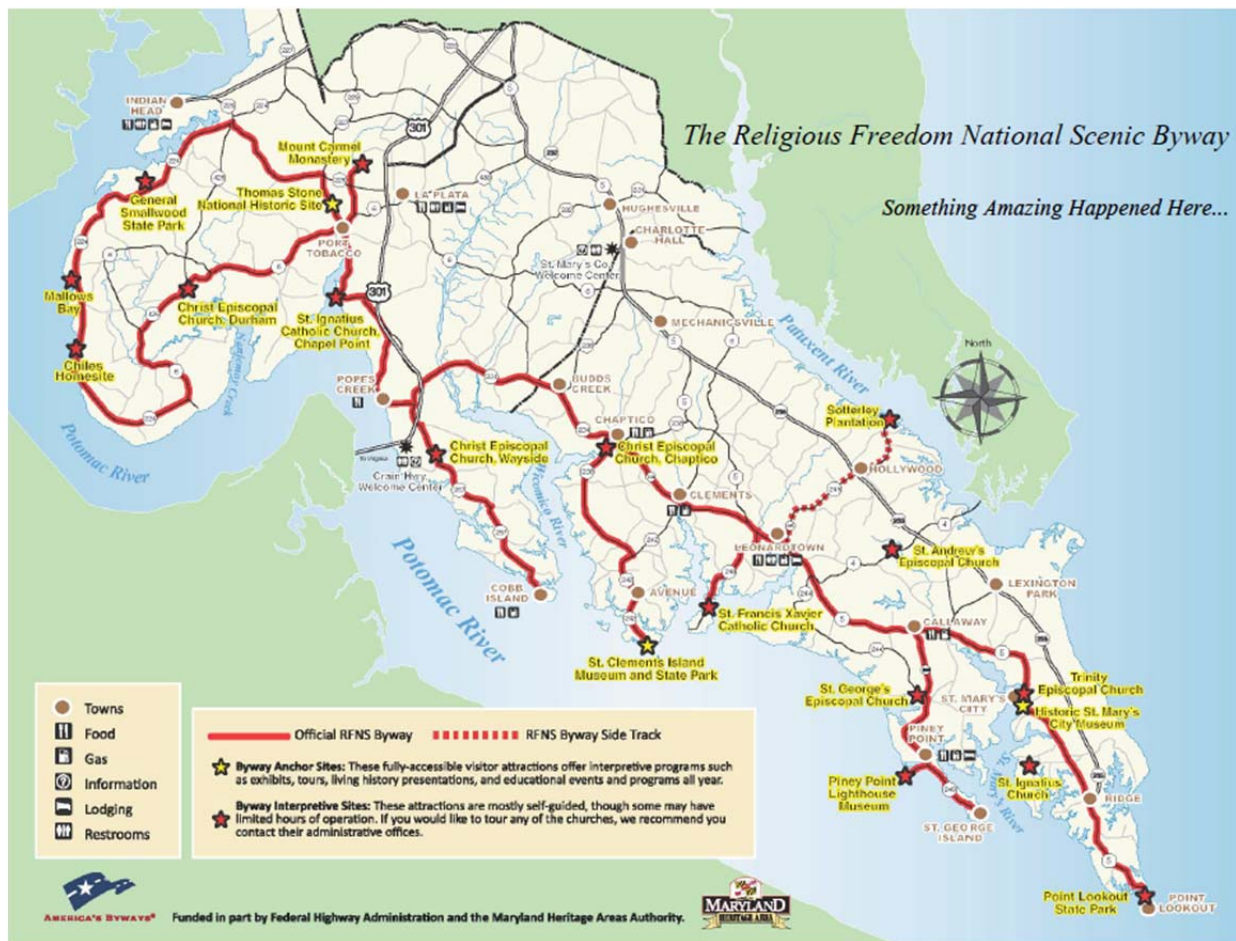 The Religious Freedom National Scenic Byway
Something Amazing Happened Here...
INDIAN
HEAD
Mount Carmel
Monastery
301
Thomas Stone
National Historic Site
LA PLATA
General
Smallwood
State Park
PORT
TOBACCO
HUGHESVILLE
CHARLOTTE
HALL
St. Mary's Co.
Welcome Center
Mallows
Bay
Christ Episcopal
Church, Durham
St. Ignatius
Catholic Church,
Chapel Point
301
MECHANICSVILLE
Patuxent River
North
Chiles
Homesite
Nanjemoy
Creek
POPES
CREEK
BUDDS
CREEK
CHAPTICO
Sotterley
Plantation
Potomac River
Christ Episcopal
Church, Wayside
Christ Episcopal
Church, Chaptico
Crain Hwy.
Welcome Center
HOLLYWOOD
Wicomico River
CLEMENTS
Potomac River
LEONARDTOWN
St. Andrew's
Episcopal Church
COBB
ISLAND
AVENUE
LEXINGTON
PARK
St. Francis Xavier
Catholic Church
CALLAWAY
St. Clements Island
Museum and State Park
St. George's
Episcopal Church
ST. MARY'S
CITY
Trinity
Episcopal Church
Historic St. Mary's
City Museum
PINEY
POINT
Piney Point
Lighthouse
Museum
St. Ignatius
Church
St. Mary's River
RIDGE
ST. GEORGE
ISLAND
Point Lookout
State Park
POINT
LOOKOUT
Towns
Food
Gas
Information
Lodging
Restrooms
Official RFNS Byway
RFNS Byway Side Track
Byway Anchor Sites: These fully-accessible visitor attractions offer interpretive programs such
as exhibits, tours, living history presentations, and educational events and programs all year.
Byway Interpretive Sites: These attractions are mostly self-guided, though some may have
limited hours of operation. If you would like to tour any of the churches, we recommend you
contact their administrative offices.
AMERICA'S BYWAYS®
Funded in part by Federal Highway Administration and the Maryland Heritage Areas Authority.
MARYLAND
HERITAGE AREA